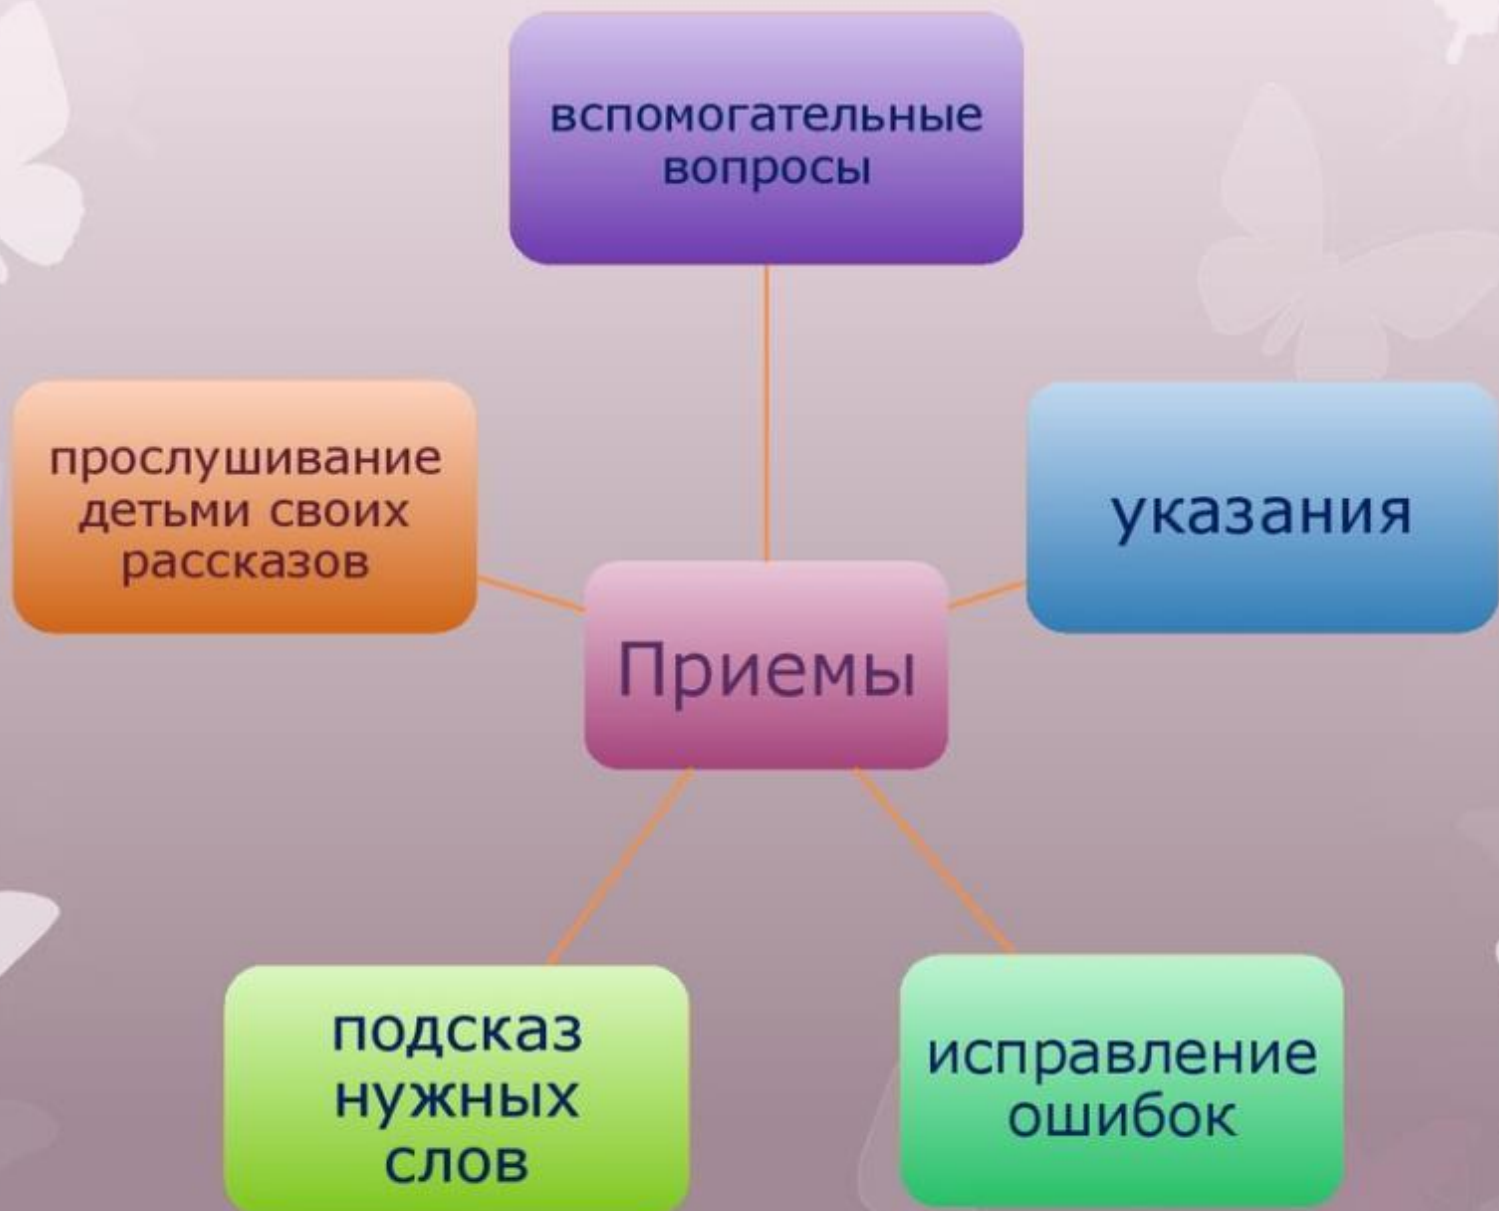 вспомогательные
вопросы
прослушивание
детьми своих
рассказов
указания
Приемы
подсказ
нужных
слов
исправление
ошибок